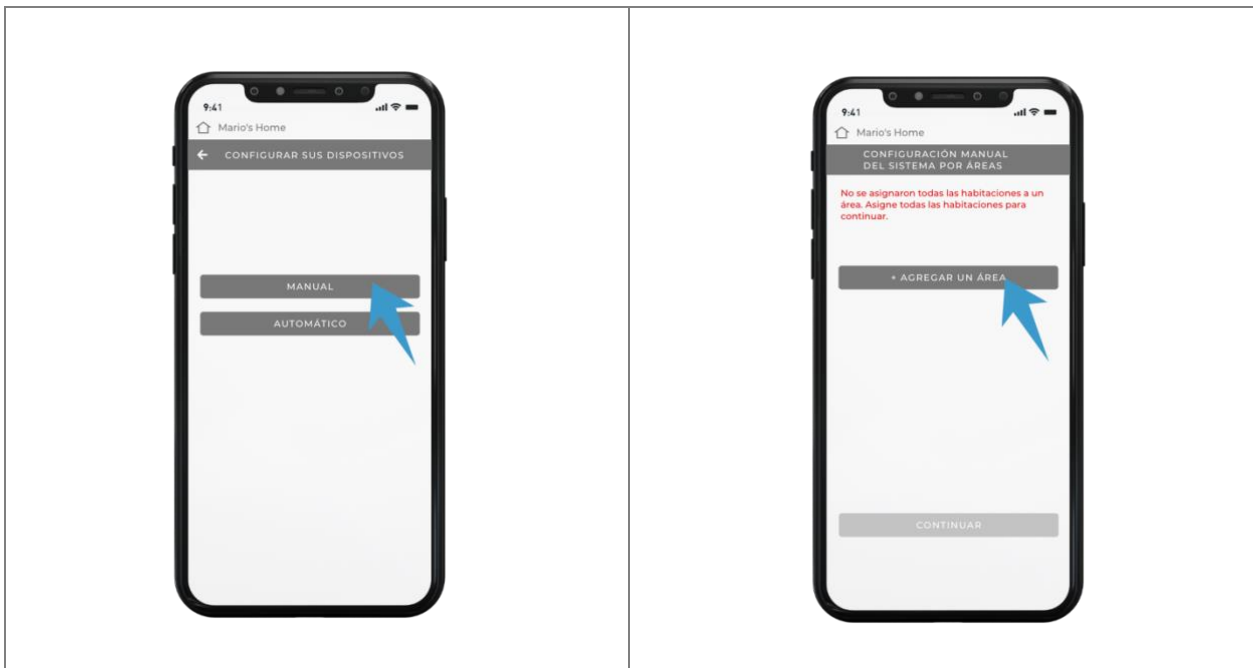 9:41
Mario's Home
CONFIGURAR SUS DISPOSITIVOS
MANUAL
AUTOMÁTICO
9:41
Mario's Home
CONFIGURACIÓN MANUAL
DEL SISTEMA POR ÁREAS
No se asignaron todas las habitaciones a un
área. Asigne todas las habitaciones para
continuar.
+ AGREGAR UN ÁREA
CONTINUAR